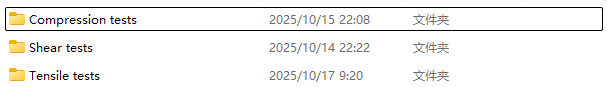 Compression tests 2025/10/15 22:08 文件夹
Shear tests 2025/10/14 22:22 文件夹
Tensile tests 2025/10/17 9:20 文件夹